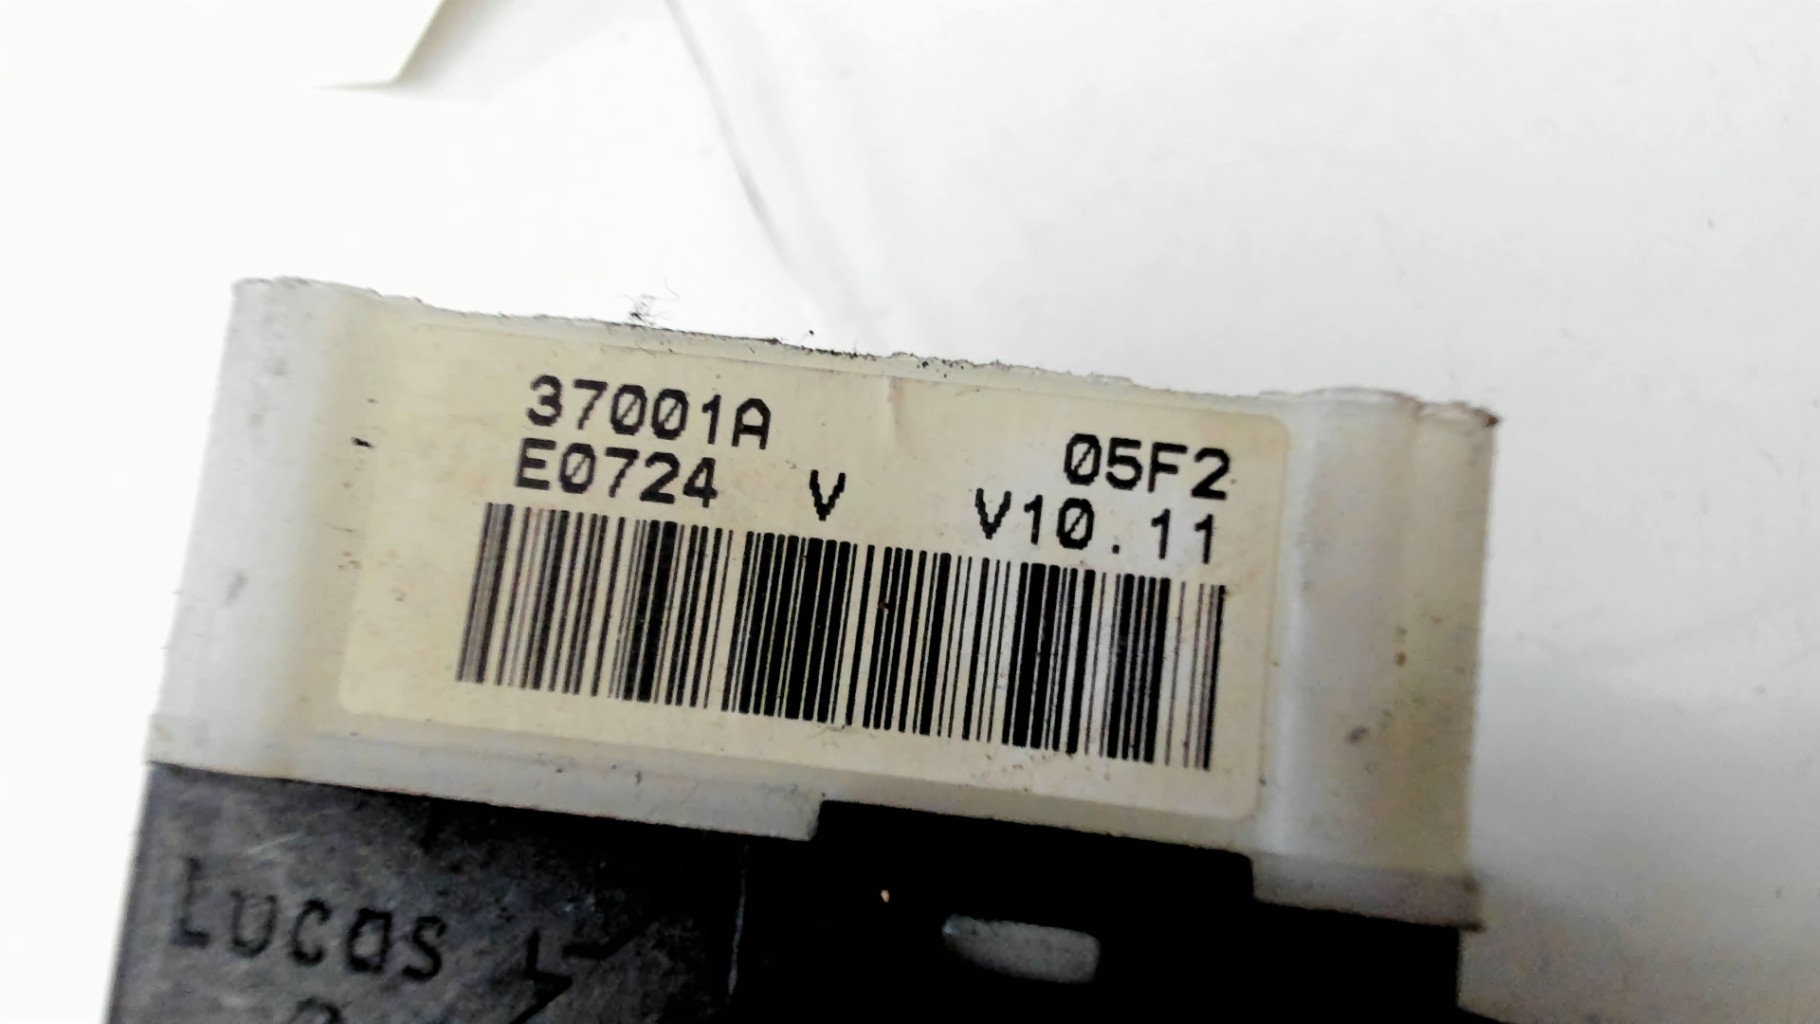 37001A 05F2
E0724 V V10.11
Lucas